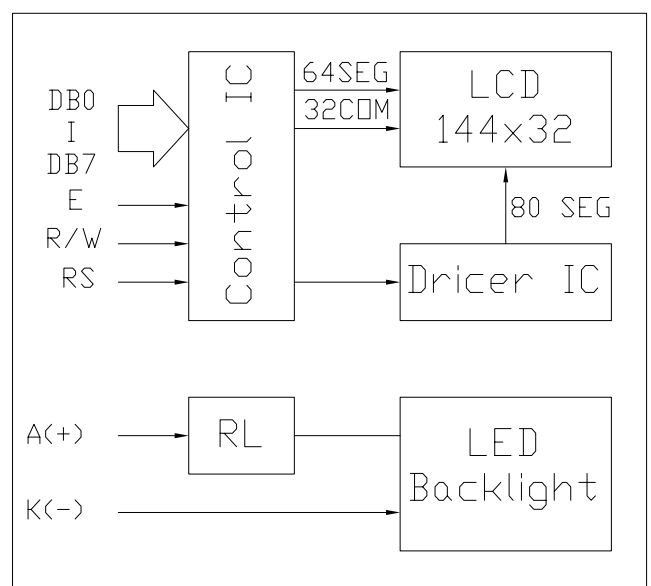 DB0
I
DB7
E
R/W
RS
Control IC
64SEG
32COM
LCD
144x32
80 SEG
Dricer IC
A(+)
K(-)
RL
LED
Backlight